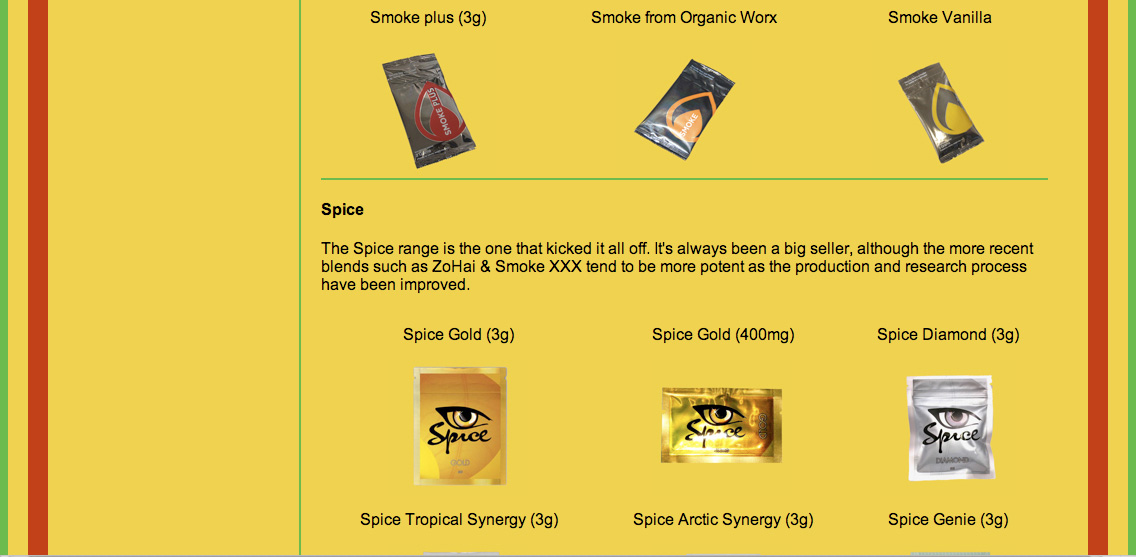 Smoke plus (3g) Smoke from Organic Worx Smoke Vanilla
SMOKE PLUS
SMOKE
Spice
The Spice range is the one that kicked it all off. It's always been a big seller, although the more recent
blends such as ZoHai & Smoke XXX tend to be more potent as the production and research process
have been improved.
Spice Gold (3g) Spice Gold (400mg) Spice Diamond (3g)
Spice Spice Spice
GOLD GOLD DIAMOND
Spice Tropical Synergy (3g) Spice Arctic Synergy (3g) Spice Genie (3g)